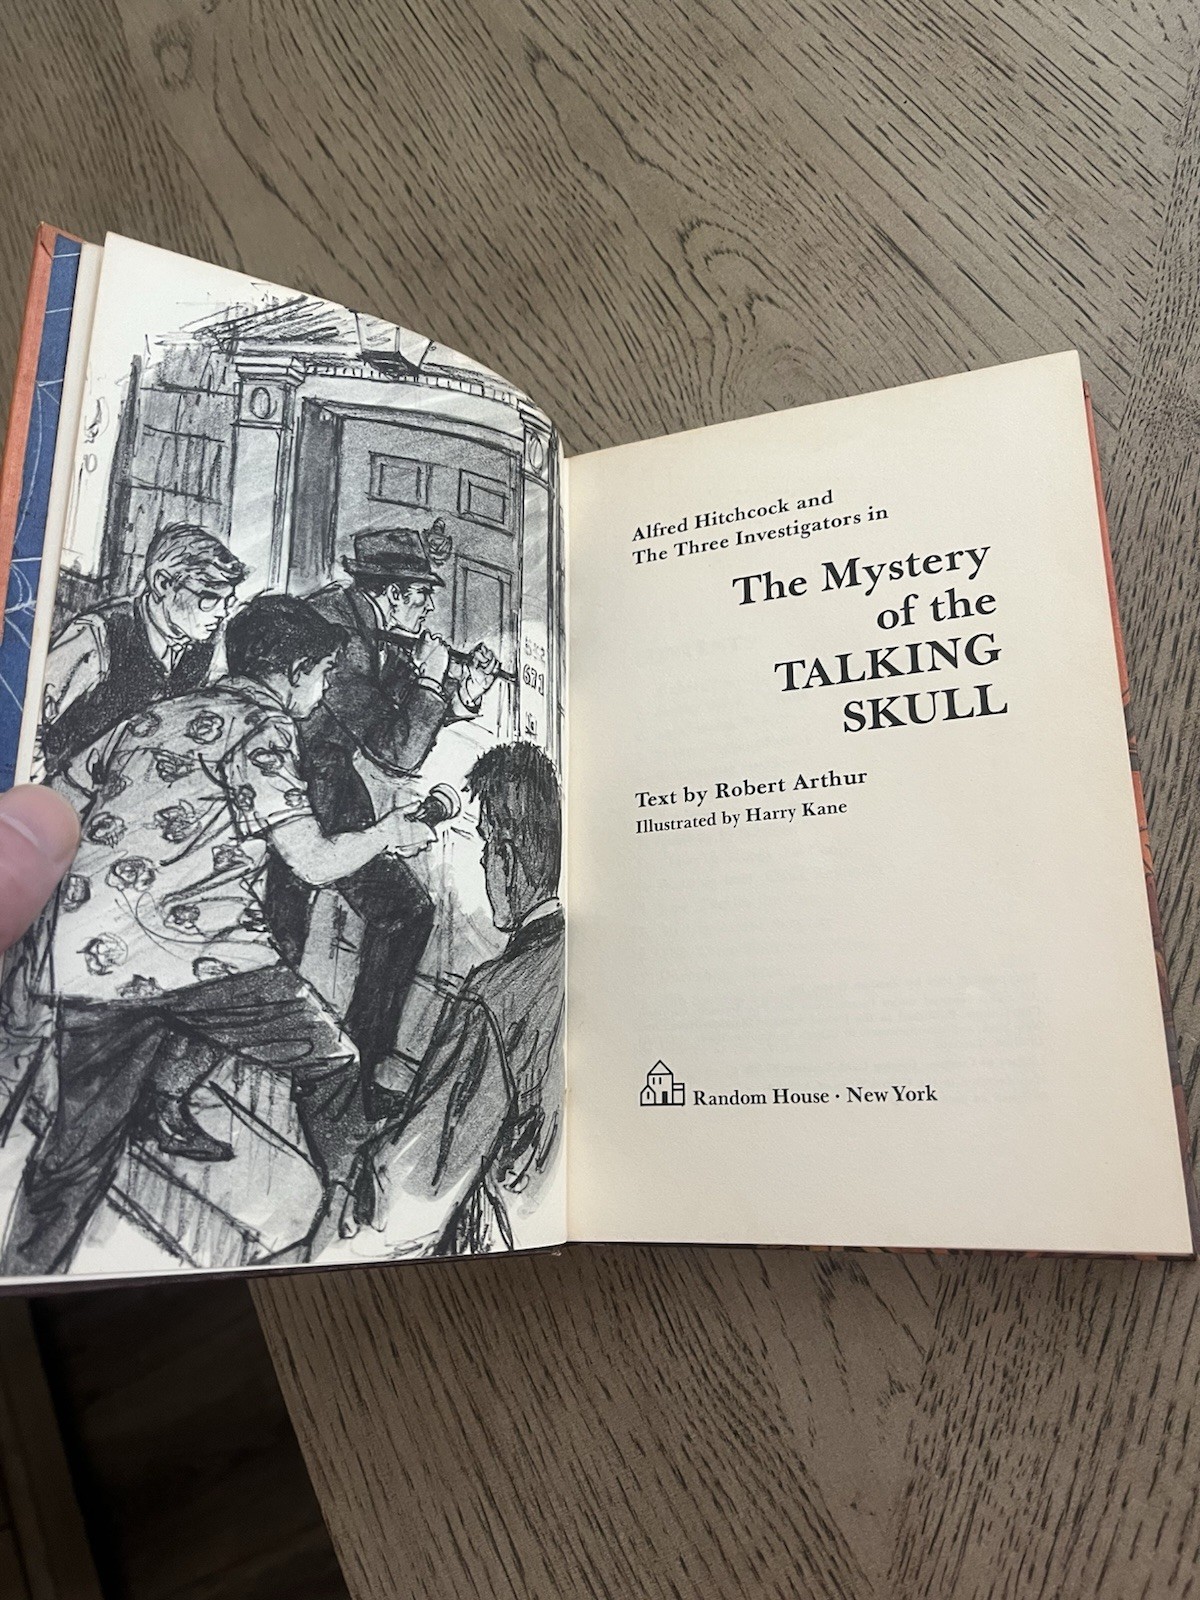 671
Alfred Hitchcock and
The Three Investigators in
The Mystery
of the
TALKING
SKULL
Text by Robert Arthur
Illustrated by Harry Kane
Random House · New York